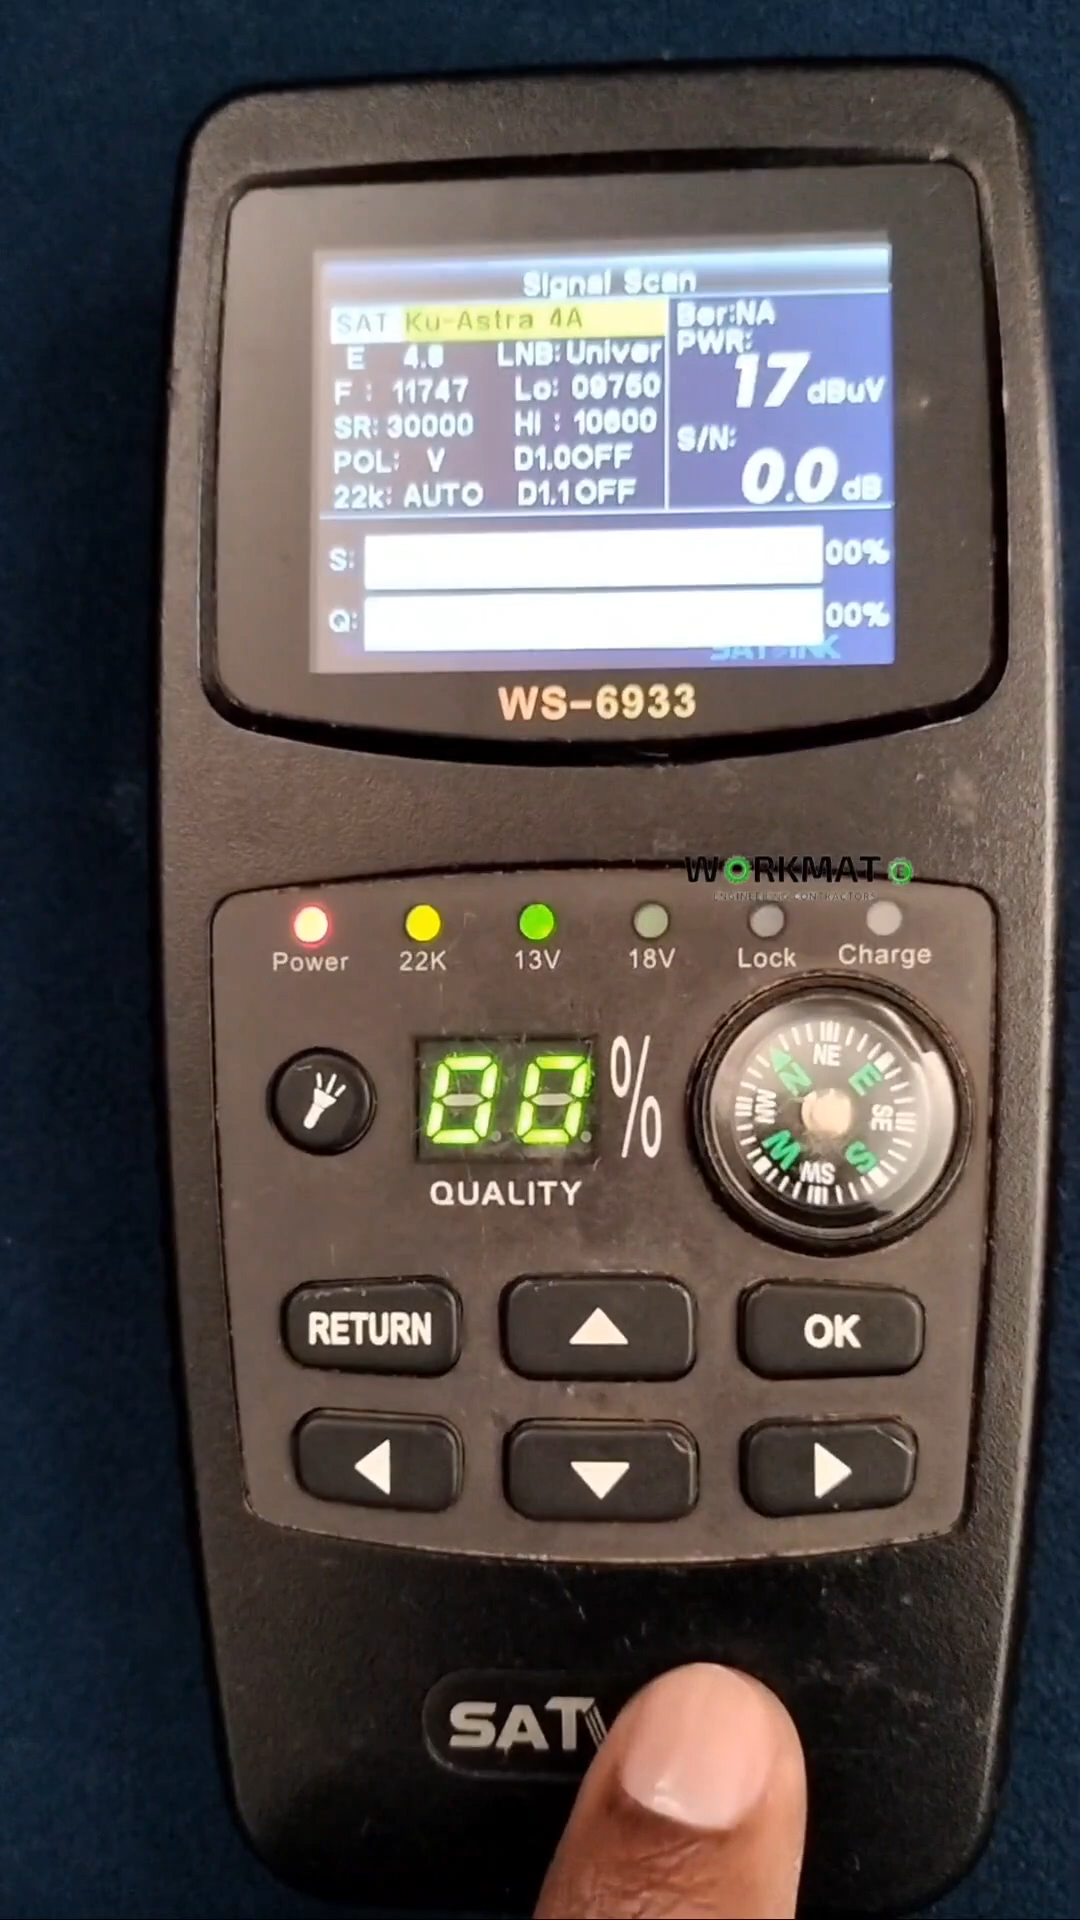 Signal Scan
SAT Ku-Astra 4A
E 4.8 LNB: Univer
F : 11747 Lo: 09750
SR: 30000 Hi : 10600
POL: V D1.0OFF
22k: AUTO D1.1OFF
Ber:NA
PWR:
17 dBuV
S/N:
0.0 dB
S: 00%
Q: 00%
SATLINK
WS-6933
WORKMAT
ENGINEERING CONTRACTORS
Power 22K 13V 18V Lock Charge
00 %
QUALITY
N NE E SE S SW W NW
RETURN OK
SAT